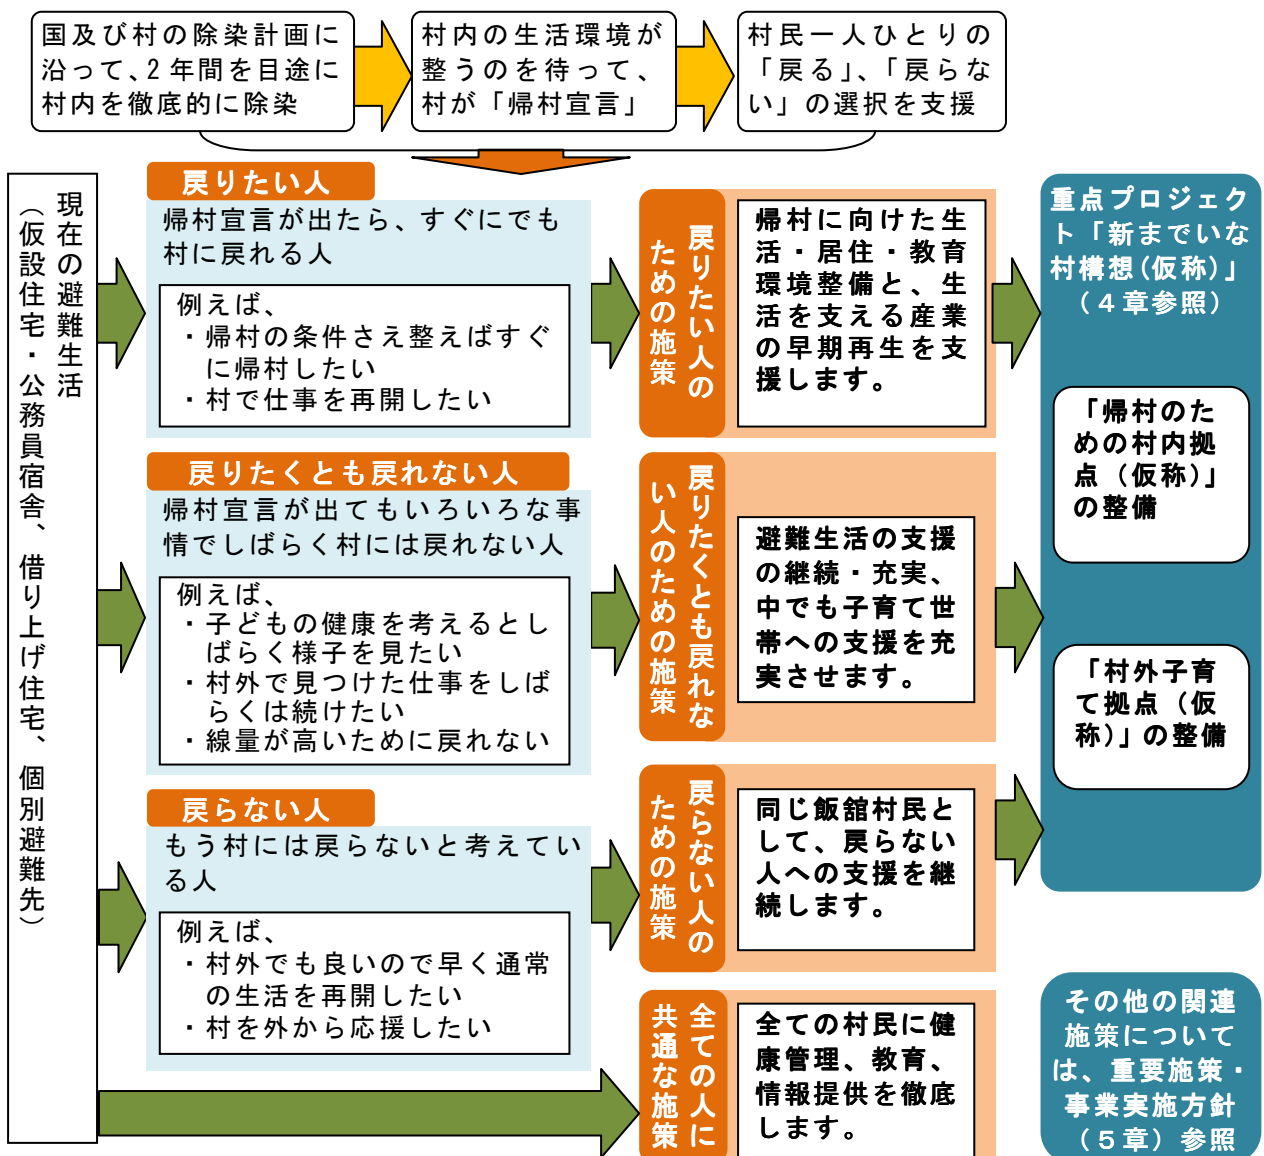 国及び村の除染計画に
沿って、2年間を目途に
村内を徹底的に除染
村内の生活環境が
整うのを待って、
村が「帰村宣言」
村民一人ひとりの
「戻る」、「戻らな
い」の選択を支援
現在の避難生活
（仮設住宅・公務員宿舎、借り上げ住宅、個別避難先）
戻りたい人
帰村宣言が出たら、すぐにでも
村に戻れる人
例えば、
・帰村の条件さえ整えばすぐ
に帰村したい
・村で仕事を再開したい
戻りたい人の
ための施策
帰村に向けた生
活・居住・教育
環境整備と、生
活を支える産業
の早期再生を支
援します。
戻りたくとも戻れない人
帰村宣言が出てもいろいろな事
情でしばらく村には戻れない人
例えば、
・子どもの健康を考えるとし
ばらく様子を見たい
・村外で見つけた仕事をしば
らくは続けたい
・線量が高いために戻れない
戻りたくとも戻れな
い人のための施策
避難生活の支援
の継続・充実、
中でも子育て世
帯への支援を充
実させます。
戻らない人
もう村には戻らないと考えてい
る人
例えば、
・村外でも良いので早く通常
の生活を再開したい
・村を外から応援したい
戻らない人の
ための施策
同じ飯舘村民と
して、戻らない
人への支援を継
続します。
全ての人に
共通な施策
全ての村民に健
康管理、教育、
情報提供を徹底
します。
重点プロジェク
ト「新までいな
村構想(仮称)」
（４章参照）
「帰村のた
めの村内拠
点（仮称）」
の整備
「村外子育
て拠点（仮
称）」の整備
その他の関連
施策について
は、重要施策・
事業実施方針
（５章）参照